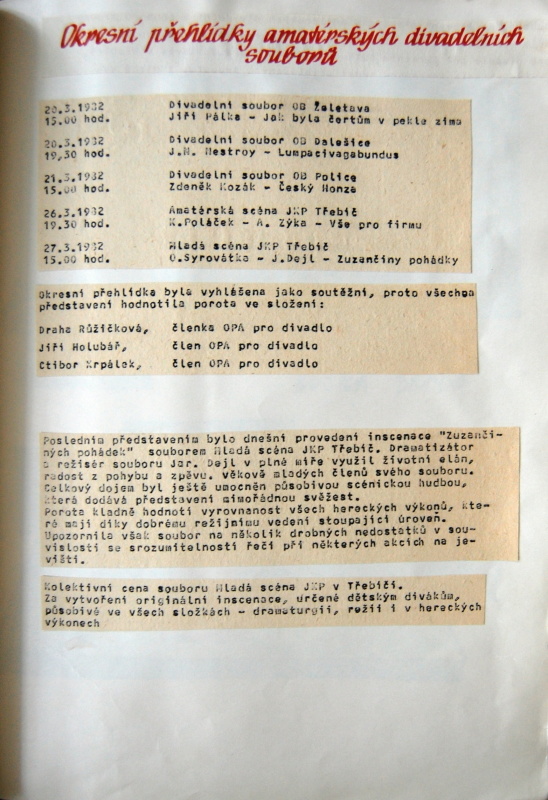 Okresní přehlídky amatérských divadelních
souborů
20.3.1982 Divadelní soubor OB Želetava
15.00 hod. Jiří Pálka - Jak bylo čertům v pekle zima
20.3.1982 Divadelní soubor OB Dalešice
19,30 hod. J.N. Nestroy - Lumpacivagabundus
21.3.1982 Divadelní soubor OB Police
15.00 hod. Zdeněk Kozák - Český Honza
26.3.1982 Amatérská scéna JKP Třebíč
19.30 hod. K.Poláček - A. Zýka - Vše pro firmu
27.3.1982 Mladá scéna JKP Třebíč
15.00 hod. O.Syrovátka - J.Dejl - Zuzančiny pohádky
Okresní přehlídka byla vyhlášena jako soutěžní, proto všechna
představení hodnotila porota ve složení:
Draha Růžičková, členka OPA pro divadlo
Jiří Holubář, člen OPA pro divadlo
Ctibor Krpálek, člen OPA pro divadlo
Posledním představením bylo dnešní provedení inscenace "Zuzanči-
ných pohádek" souborem Mladá scéna JKP Třebíč. Dramatizátor
a režisér souboru Jar. Dejl v plné míře využil životní elán,
radost z pohybu a zpěvu. Věkově mladých členů svého souboru.
Celkový dojem byl ještě umocněn působivou scénickou hudbou,
která dodává představení mimořádnou svěžest.
Porota kladně hodnotí vyrovnanost všech hereckých výkonů, kte-
ré mají díky dobrému režijnímu vedení stoupající úroveň.
Upozornila však soubor na několik drobných nedostatků v sou-
vislosti se srozumitelností řeči při některých akcích na je-
višti.
Kolektivní cena souboru Mladá scéna JKP v Třebíči.
Za vytvoření originální inscenace, určené dětským divákům,
působivé ve všech složkách - dramaturgii, režii i v hereckých
výkonech